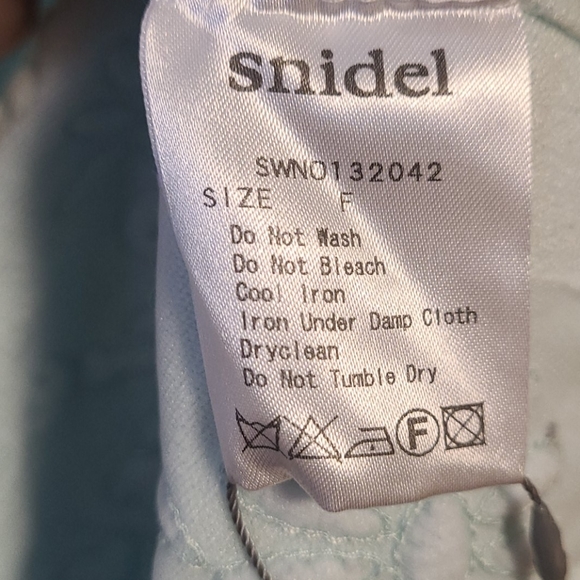 snidel
SWNO132042
SIZE F
Do Not Wash
Do Not Bleach
Cool Iron
Iron Under Damp Cloth
Dryclean
Do Not Tumble Dry
F